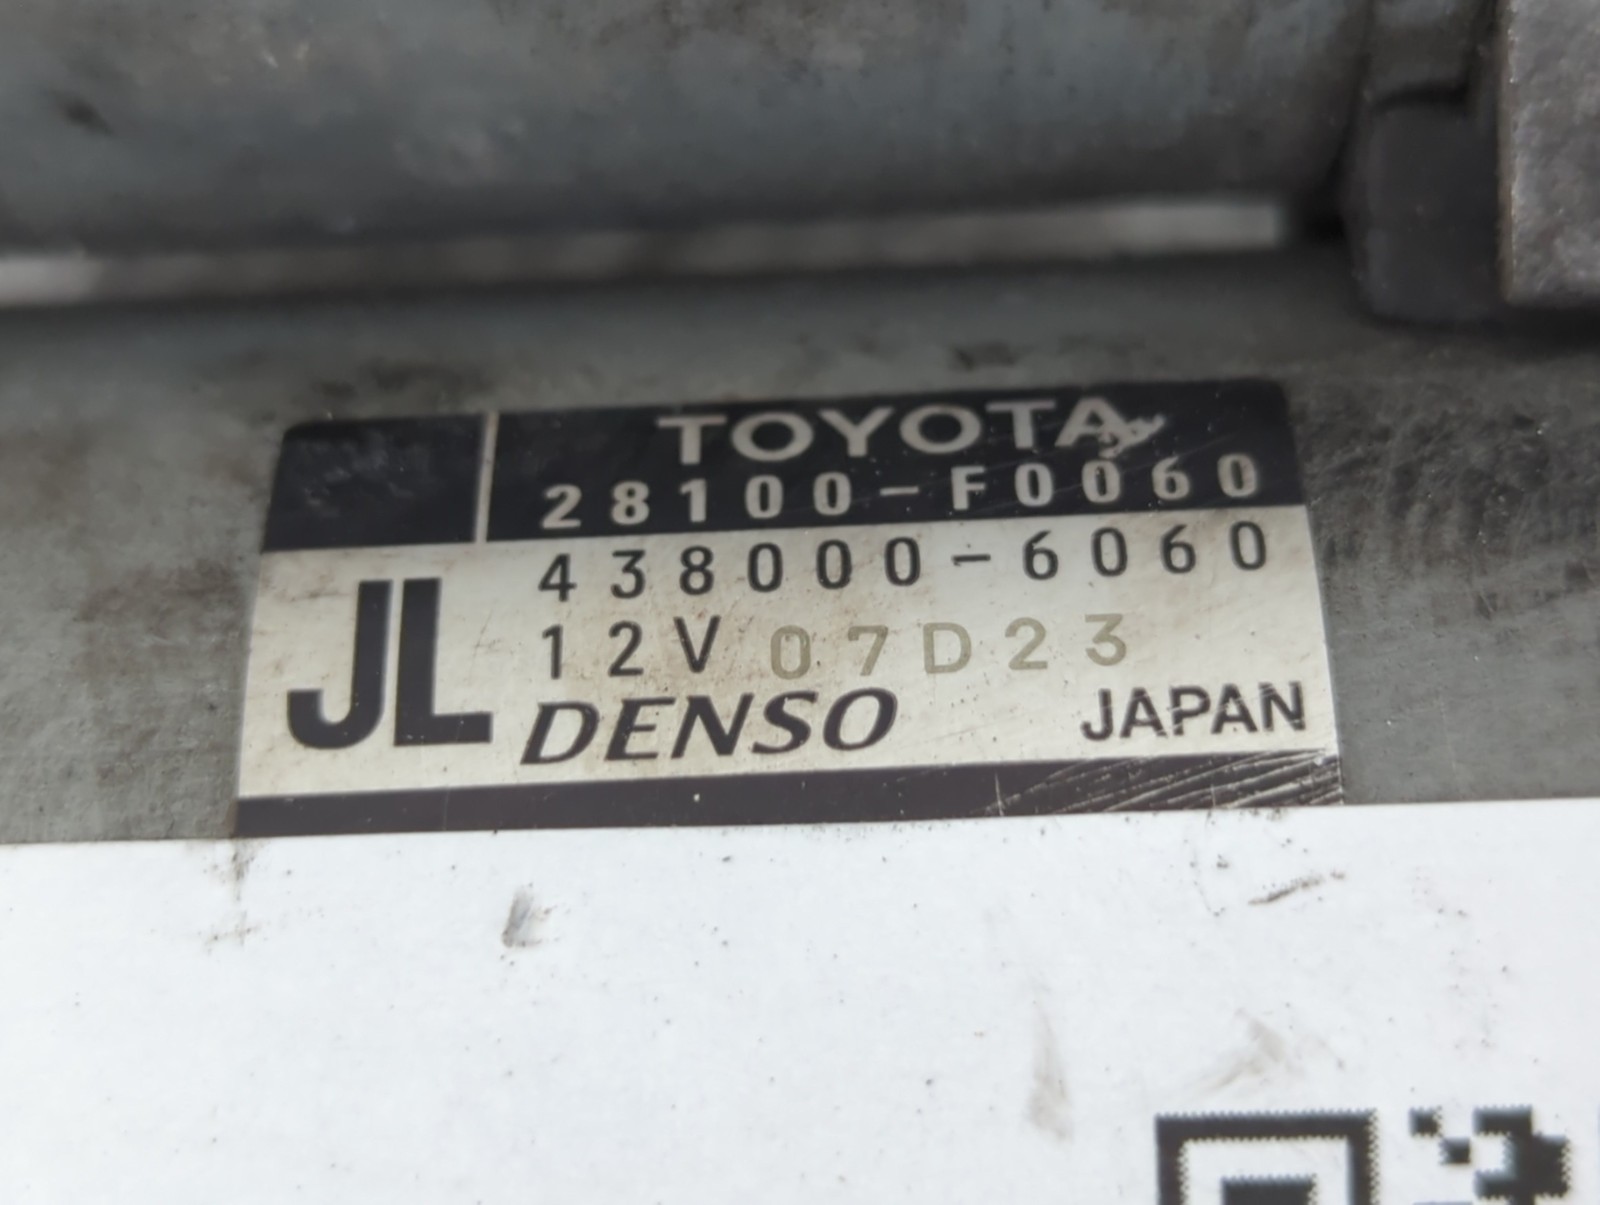 TOYOTA
28100-F0060
438000-6060
JL
12V 07D23
DENSO JAPAN